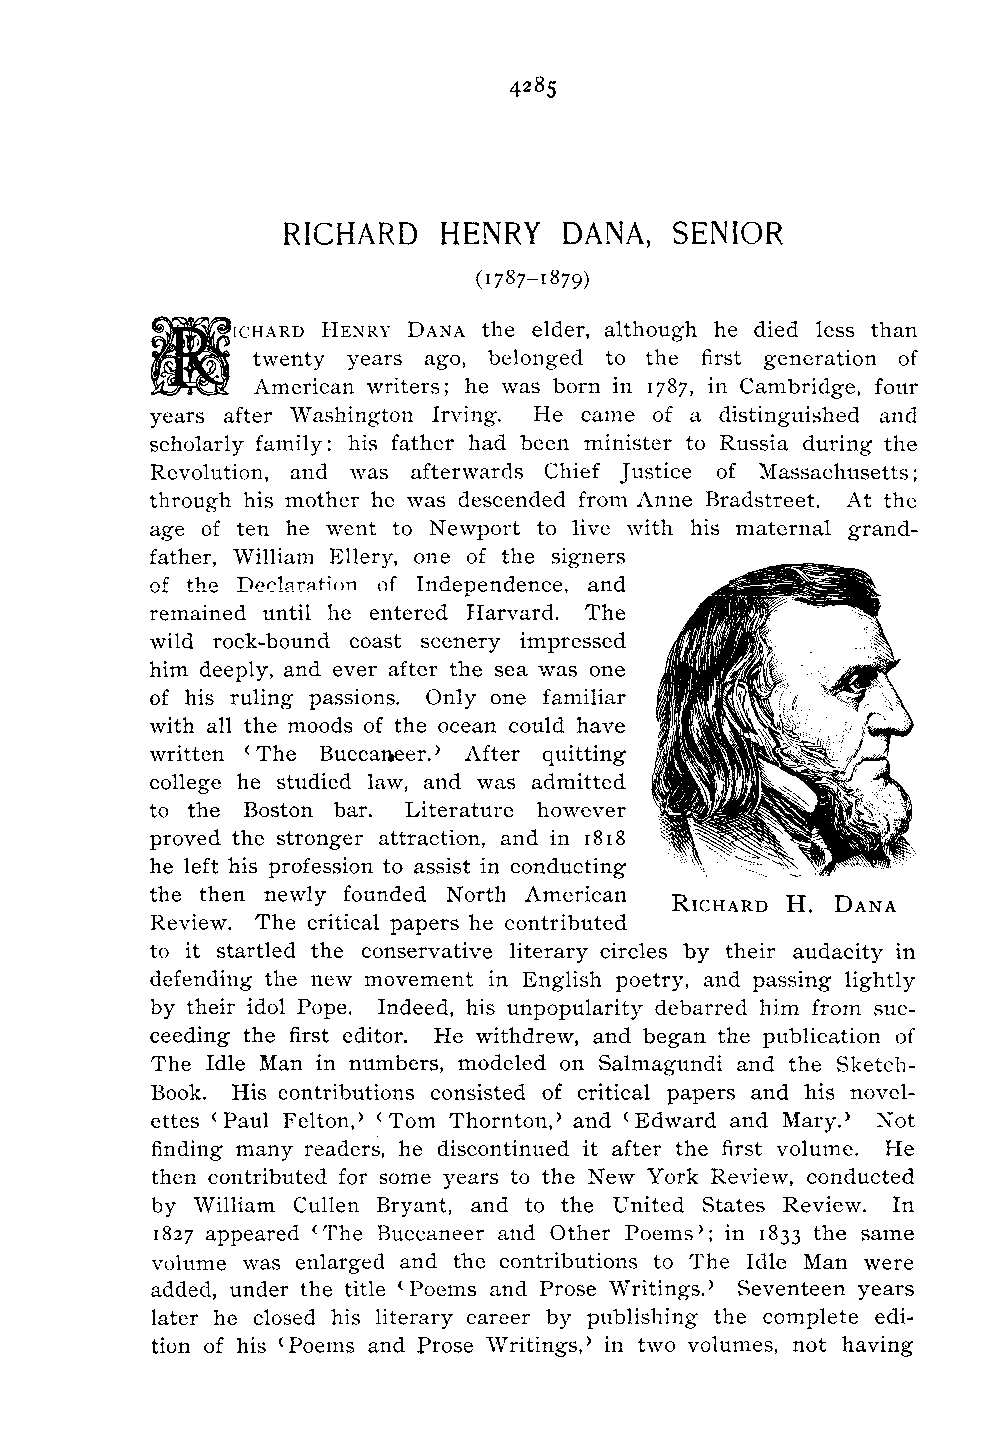 4285
RICHARD HENRY DANA, SENIOR
(1787–1879)
RICHARD HENRY DANA the elder, although he died less than
twenty years ago, belonged to the first generation of
American writers; he was born in 1787, in Cambridge, four
years after Washington Irving. He came of a distinguished and
scholarly family: his father had been minister to Russia during the
Revolution, and was afterwards Chief Justice of Massachusetts;
through his mother he was descended from Anne Bradstreet. At the
age of ten he went to Newport to live with his maternal grand-
father, William Ellery, one of the signers
of the Declaration of Independence, and
remained until he entered Harvard. The
wild rock-bound coast scenery impressed
him deeply, and ever after the sea was one
of his ruling passions. Only one familiar
with all the moods of the ocean could have
written ‘The Buccaneer.’ After quitting
college he studied law, and was admitted
to the Boston bar. Literature however
proved the stronger attraction, and in 1818
he left his profession to assist in conducting
the then newly founded North American
Review. The critical papers he contributed
RICHARD H. DANA
to it startled the conservative literary circles by their audacity in
defending the new movement in English poetry, and passing lightly
by their idol Pope. Indeed, his unpopularity debarred him from suc-
ceeding the first editor. He withdrew, and began the publication of
The Idle Man in numbers, modeled on Salmagundi and the Sketch-
Book. His contributions consisted of critical papers and his novel-
ettes ‘Paul Felton,’ ‘Tom Thornton,’ and ‘Edward and Mary.’ Not
finding many readers, he discontinued it after the first volume. He
then contributed for some years to the New York Review, conducted
by William Cullen Bryant, and to the United States Review. In
1827 appeared ‘The Buccaneer and Other Poems’; in 1833 the same
volume was enlarged and the contributions to The Idle Man were
added, under the title ‘Poems and Prose Writings.’ Seventeen years
later he closed his literary career by publishing the complete edi-
tion of his ‘Poems and Prose Writings,’ in two volumes, not having